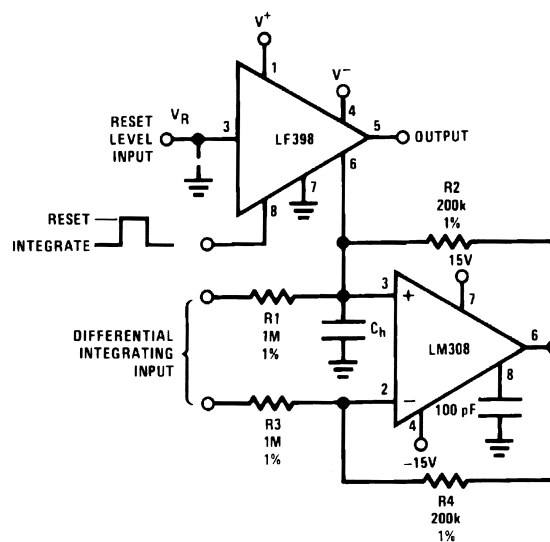 V+
1
V−
4
RESET
LEVEL
INPUT
VR
3
LF398
5
OUTPUT
6
7
8
RESET
INTEGRATE
R2
200k
1%
15V
DIFFERENTIAL
INTEGRATING
INPUT
R1
1M
1%
Ch
3
+
7
LM308
6
2
−
8
100 pF
4
−15V
R3
1M
1%
R4
200k
1%